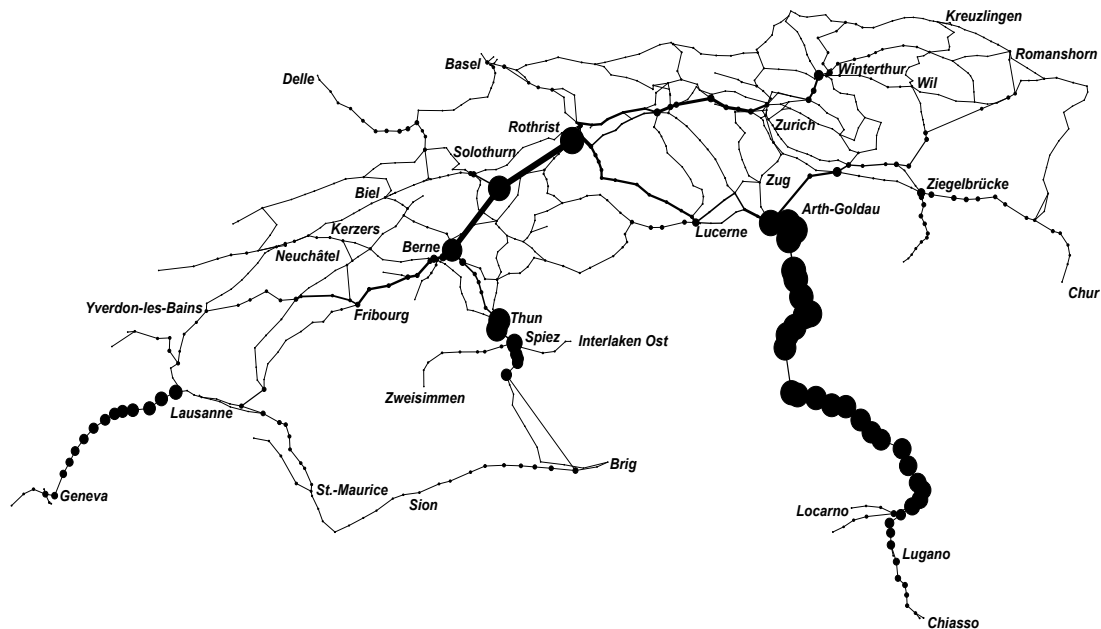 Kreuzlingen
Romanshorn
Basel
Winterthur
Delle
Wil
Rothrist
Zurich
Solothurn
Zug
Ziegelbrücke
Biel
Arth-Goldau
Kerzers
Lucerne
Berne
Neuchâtel
Chur
Yverdon-les-Bains
Fribourg
Thun
Spiez
Interlaken Ost
Zweisimmen
Lausanne
Brig
St.-Maurice
Geneva
Sion
Locarno
Lugano
Chiasso